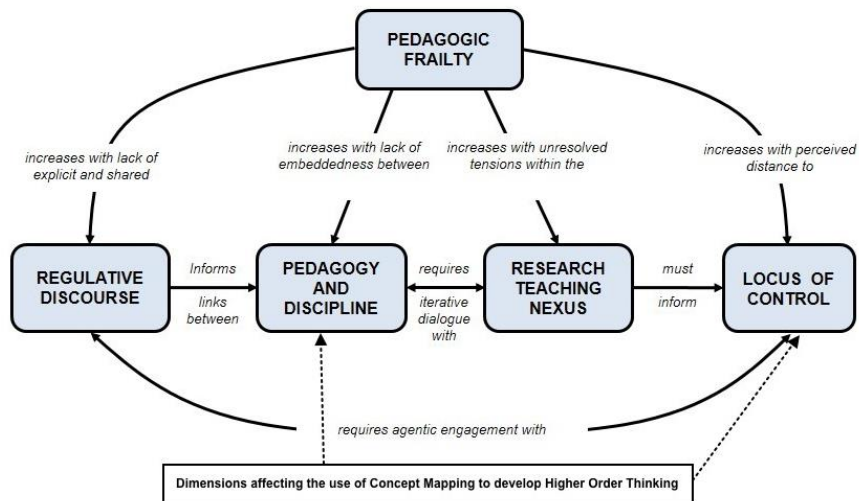 PEDAGOGIC
FRAILTY
increases with lack of
explicit and shared
increases with lack of
embeddedness between
increases with unresolved
tensions within the
increases with perceived
distance to
REGULATIVE
DISCOURSE
Informs
links
between
PEDAGOGY
AND
DISCIPLINE
requires
iterative
dialogue
with
RESEARCH
TEACHING
NEXUS
must
inform
LOCUS OF
CONTROL
requires agentic engagement with
Dimensions affecting the use of Concept Mapping to develop Higher Order Thinking